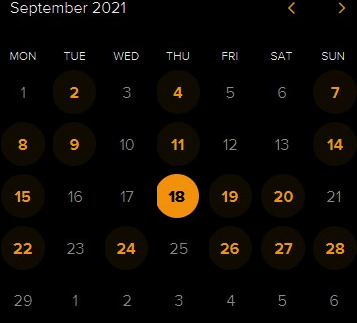 September 2021
MON TUE WED THU FRI SAT SUN
1 2 3 4 5 6 7
8 9 10 11 12 13 14
15 16 17 18 19 20 21
22 23 24 25 26 27 28
29 1 2 3 4 5 6